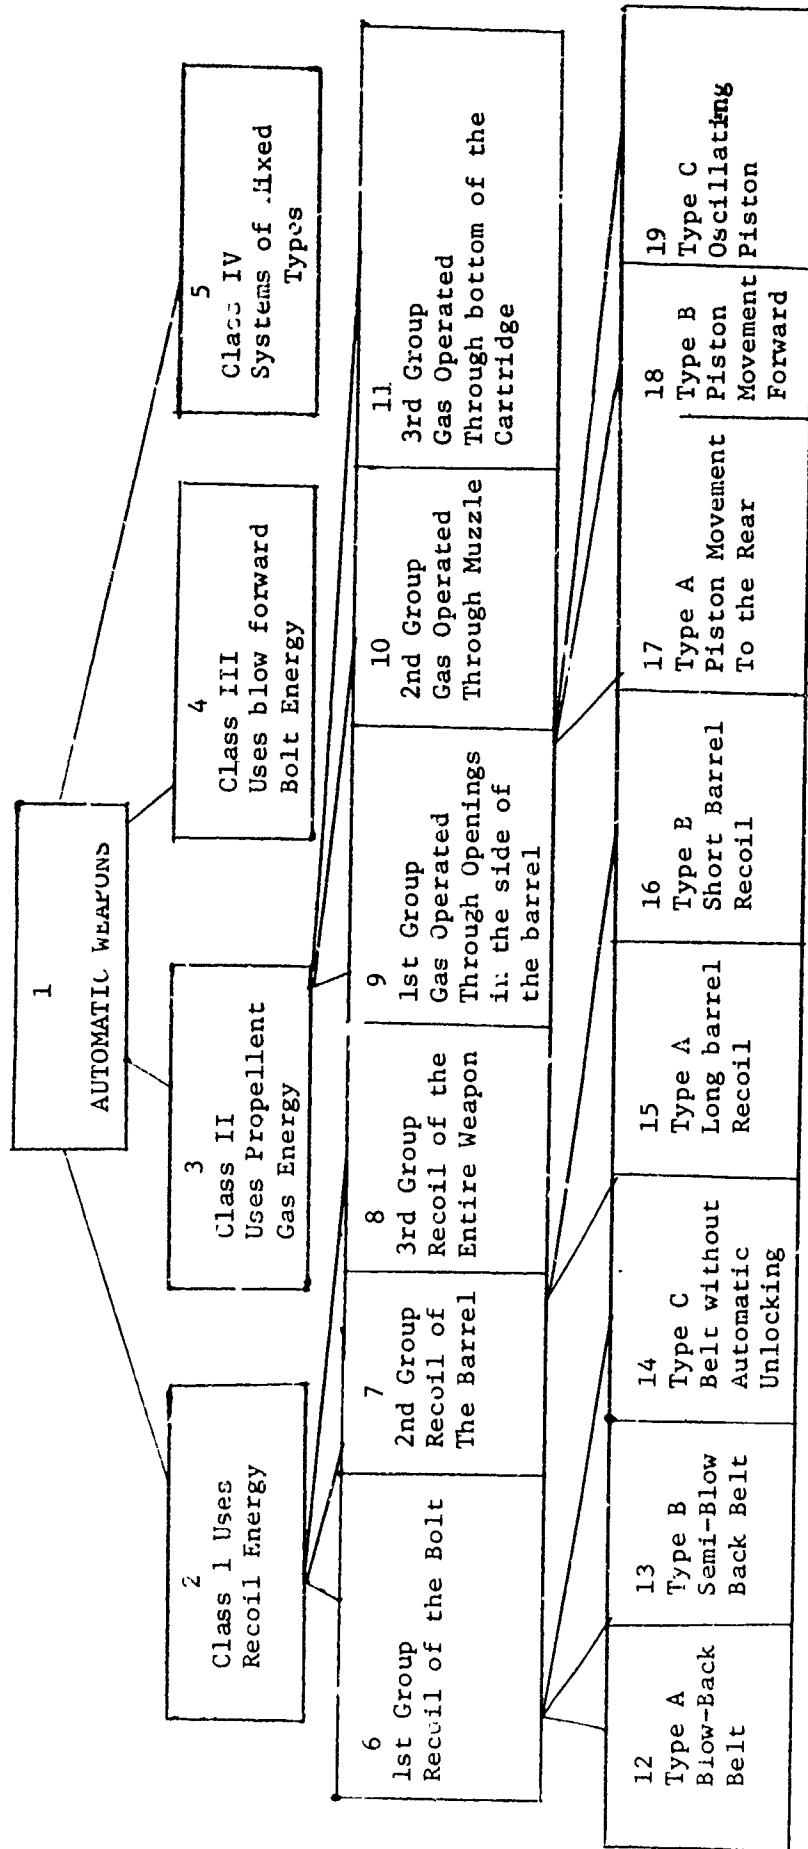 1
AUTOMATIC WEAPONS
2
Class 1 Uses
Recoil Energy
3
Class II
Uses Propellent
Gas Energy
4
Class III
Uses blow forward
Bolt Energy
5
Class IV
Systems of Mixed
Types
6
1st Group
Recoil of the Bolt
7
2nd Group
Recoil of
The Barrel
8
3rd Group
Recoil of the
Entire Weapon
9
1st Group
Gas Operated
Through Openings
in the side of
the barrel
10
2nd Group
Gas Operated
Through Muzzle
11
3rd Group
Gas Operated
Through bottom of the
Cartridge
12
Type A
Blow-Back
Belt
13
Type B
Semi-Blow
Back Belt
14
Type C
Belt without
Automatic
Unlocking
15
Type A
Long barrel
Recoil
16
Type B
Short Barrel
Recoil
17
Type A
Piston Movement
To the Rear
18
Type B
Piston
Movement
Forward
19
Type C
Oscillating
Piston